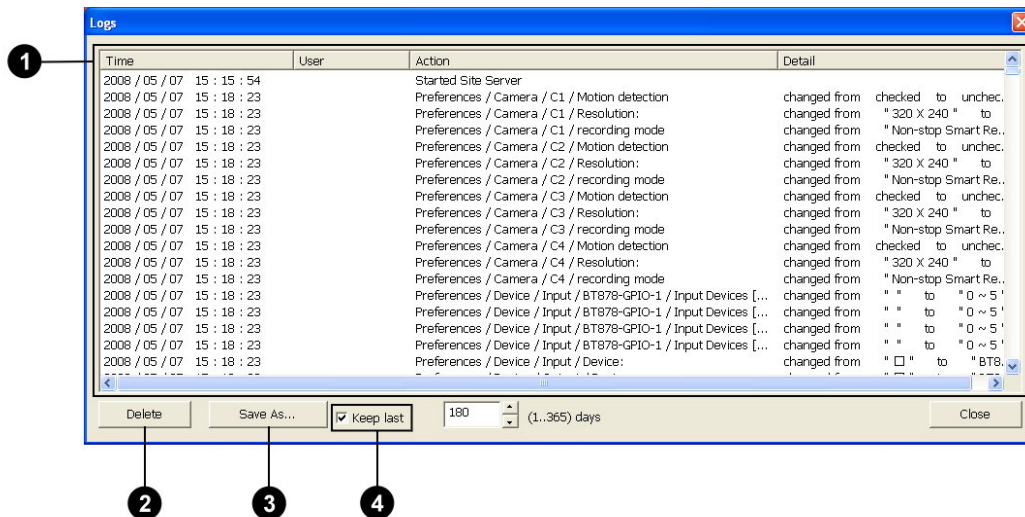 Logs
1
Time User Action Detail
2008 / 05 / 07 15 : 15 : 54 Started Site Server
2008 / 05 / 07 15 : 18 : 23 Preferences / Camera / C1 / Motion detection changed from checked to unchec.
2008 / 05 / 07 15 : 18 : 23 Preferences / Camera / C1 / Resolution: changed from " 320 X 240 " to
2008 / 05 / 07 15 : 18 : 23 Preferences / Camera / C1 / recording mode changed from " Non-stop Smart Re..
2008 / 05 / 07 15 : 18 : 23 Preferences / Camera / C2 / Motion detection changed from checked to unchec.
2008 / 05 / 07 15 : 18 : 23 Preferences / Camera / C2 / Resolution: changed from " 320 X 240 " to
2008 / 05 / 07 15 : 18 : 23 Preferences / Camera / C2 / recording mode changed from " Non-stop Smart Re..
2008 / 05 / 07 15 : 18 : 23 Preferences / Camera / C3 / Motion detection changed from checked to unchec.
2008 / 05 / 07 15 : 18 : 23 Preferences / Camera / C3 / Resolution: changed from " 320 X 240 " to
2008 / 05 / 07 15 : 18 : 23 Preferences / Camera / C3 / recording mode changed from " Non-stop Smart Re..
2008 / 05 / 07 15 : 18 : 23 Preferences / Camera / C4 / Motion detection changed from checked to unchec.
2008 / 05 / 07 15 : 18 : 23 Preferences / Camera / C4 / Resolution: changed from " 320 X 240 " to
2008 / 05 / 07 15 : 18 : 23 Preferences / Camera / C4 / recording mode changed from " Non-stop Smart Re..
2008 / 05 / 07 15 : 18 : 23 Preferences / Device / Input / BT878-GPIO-1 / Input Devices [... changed from " " to " 0 ~ 5 '
2008 / 05 / 07 15 : 18 : 23 Preferences / Device / Input / BT878-GPIO-1 / Input Devices [... changed from " " to " 0 ~ 5 '
2008 / 05 / 07 15 : 18 : 23 Preferences / Device / Input / BT878-GPIO-1 / Input Devices [... changed from " " to " 0 ~ 5 '
2008 / 05 / 07 15 : 18 : 23 Preferences / Device / Input / BT878-GPIO-1 / Input Devices [... changed from " " to " 0 ~ 5 '
2008 / 05 / 07 15 : 18 : 23 Preferences / Device / Input / Device: changed from " □ " to " BT8.
Delete Save As... Keep last 180 (1..365) days Close
2 3 4